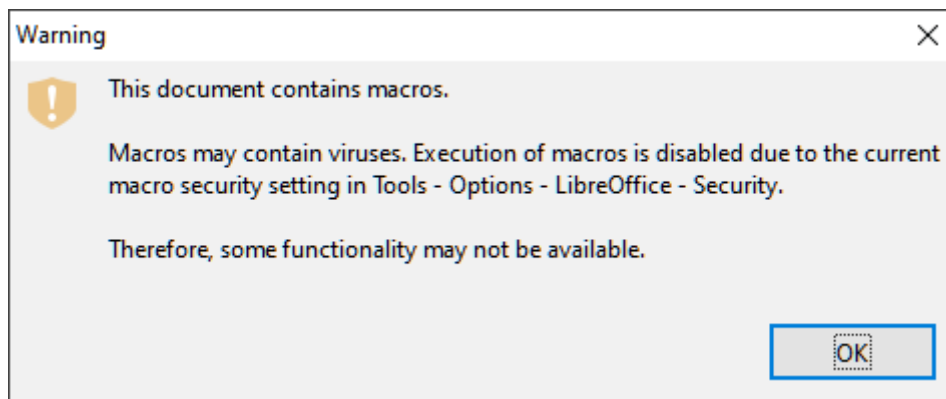 Warning
This document contains macros.
Macros may contain viruses. Execution of macros is disabled due to the current
macro security setting in Tools - Options - LibreOffice - Security.
Therefore, some functionality may not be available.
OK